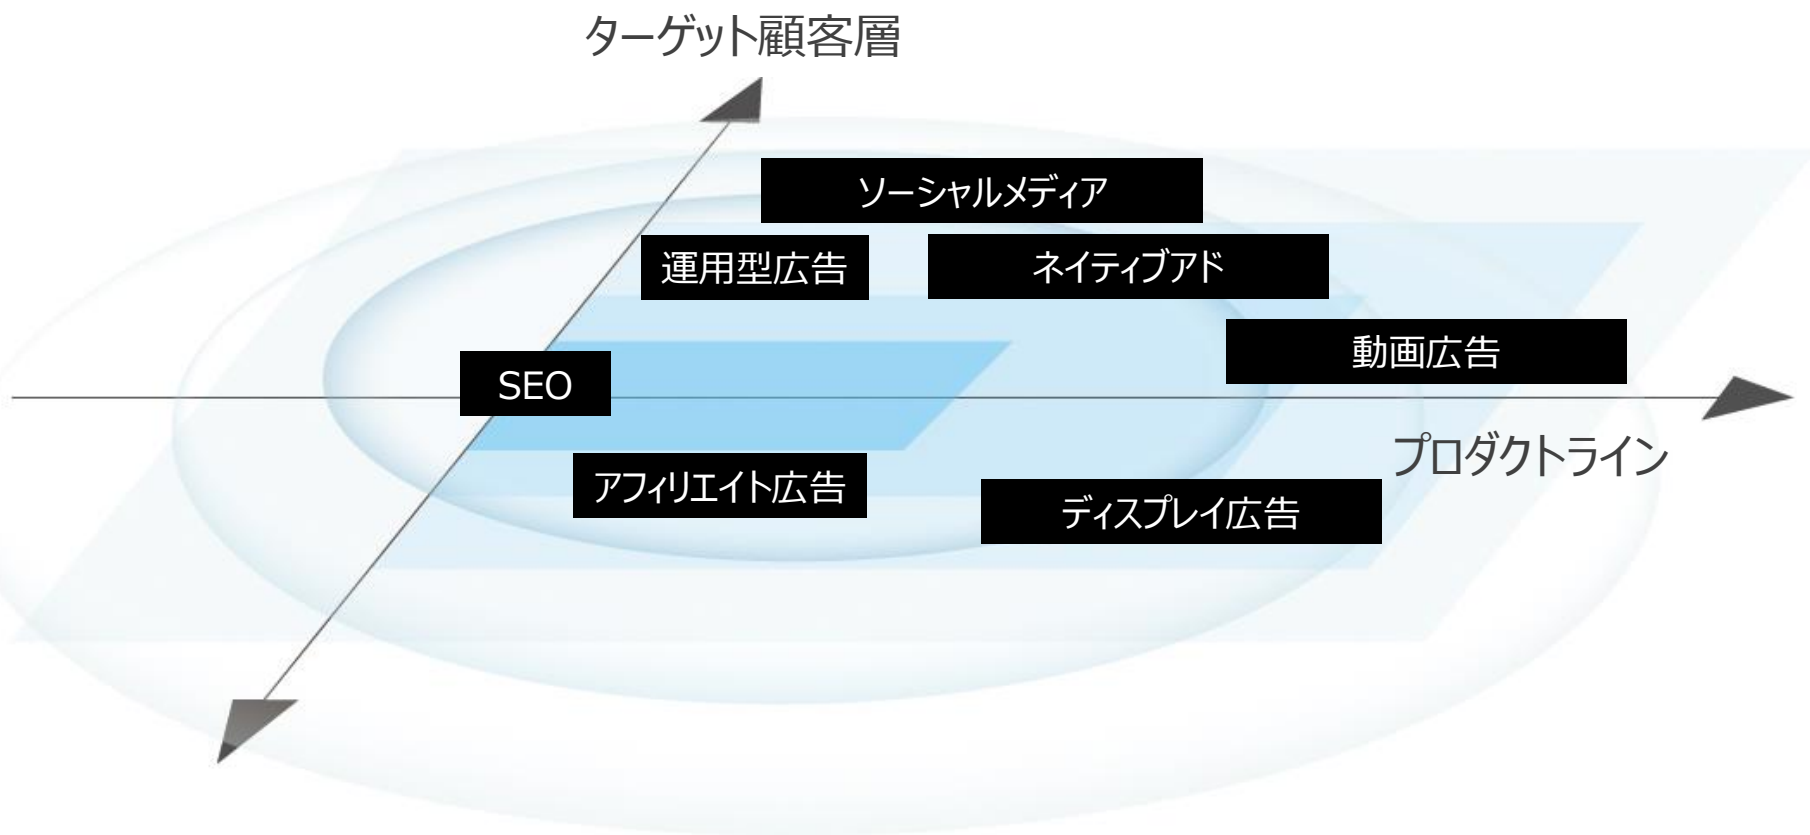 ターゲット顧客層
ソーシャルメディア
運用型広告
ネイティブアド
動画広告
SEO
プロダクトライン
アフィリエイト広告
ディスプレイ広告